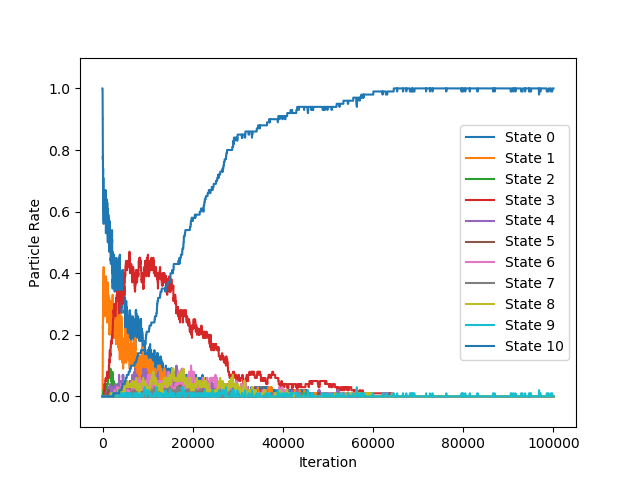 1.0
0.8
0.6
0.4
0.2
0.0
Particle Rate
0
20000
40000
60000
80000
100000
Iteration
State 0
State 1
State 2
State 3
State 4
State 5
State 6
State 7
State 8
State 9
State 10